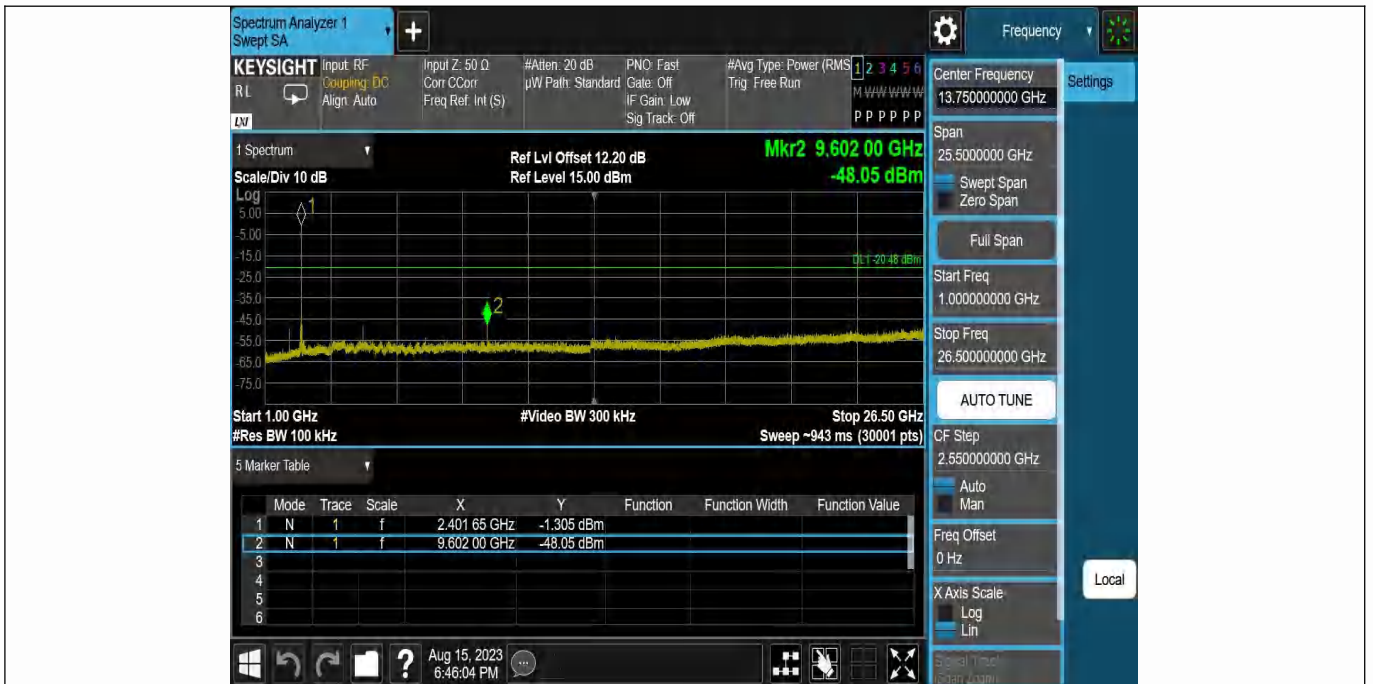 Spectrum Analyzer 1
Swept SA
+
Frequency
KEYSIGHT
RL
LXI
Input: RF
Coupling: DC
Align: Auto
Input Z: 50 Ω
Corr CCorr
Freq Ref: Int (S)
#Atten: 20 dB
µW Path: Standard
PNO: Fast
Gate: Off
IF Gain: Low
Sig Track: Off
#Avg Type: Power (RMS
Trig: Free Run
1 2 3 4 5 6
M W W W W W
P P P P P P
1 Spectrum
Scale/Div 10 dB
Ref Lvl Offset 12.20 dB
Ref Level 15.00 dBm
Mkr2 9.602 00 GHz
-48.05 dBm
Log
5.00
-5.00
-15.0
-25.0
-35.0
-45.0
-55.0
-65.0
-75.0
1
2
DL1 -20.48 dBm
Start 1.00 GHz
#Res BW 100 kHz
#Video BW 300 kHz
Stop 26.50 GHz
Sweep ~943 ms (30001 pts)
5 Marker Table
Mode Trace Scale X Y Function Function Width Function Value
1 N 1 f 2.401 65 GHz -1.305 dBm
2 N 1 f 9.602 00 GHz -48.05 dBm
3
4
5
6
Center Frequency
13.750000000 GHz
Settings
Span
25.5000000 GHz
Swept Span
Zero Span
Full Span
Start Freq
1.000000000 GHz
Stop Freq
26.500000000 GHz
AUTO TUNE
CF Step
2.550000000 GHz
Auto
Man
Freq Offset
0 Hz
X Axis Scale
Log
Lin
Signal Track
(Span Zoom)
Local
?
Aug 15, 2023
6:46:04 PM